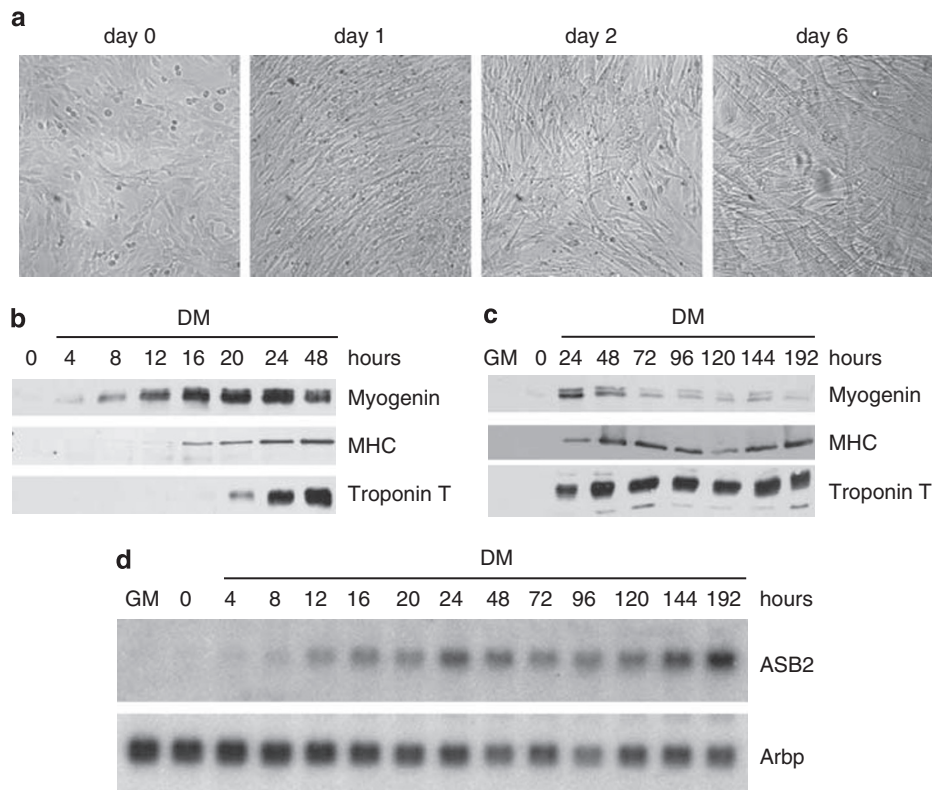 a
day 0 day 1 day 2 day 6
b
DM
0 4 8 12 16 20 24 48 hours
Myogenin
MHC
Troponin T
c
DM
GM 0 24 48 72 96 120 144 192 hours
Myogenin
MHC
Troponin T
d
DM
GM 0 4 8 12 16 20 24 48 72 96 120 144 192 hours
ASB2
Arbp